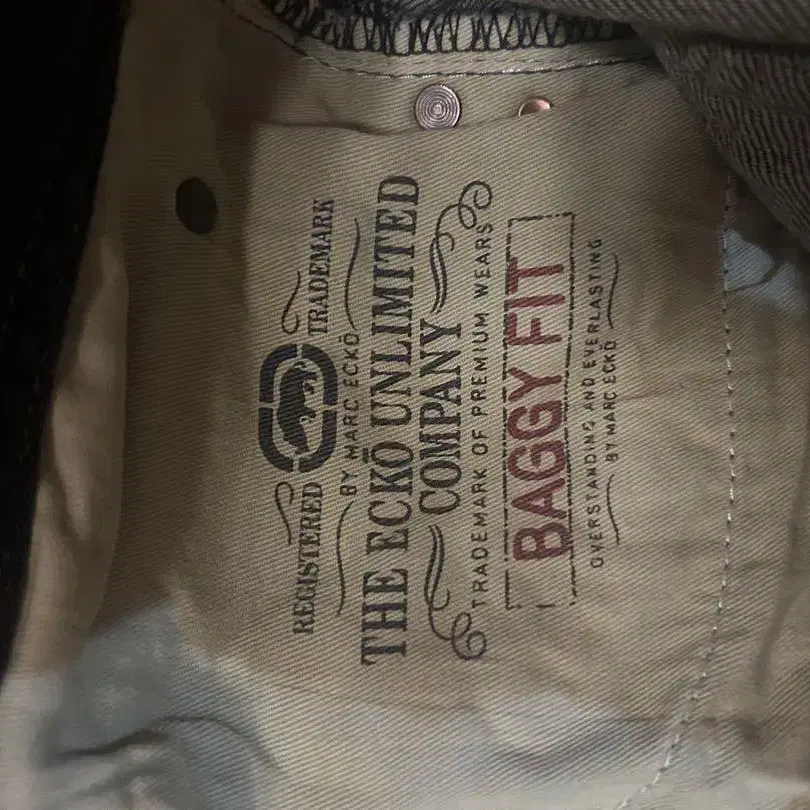 REGISTERED TRADEMARK
BY MARC ECKŌ
THE ECKŌ UNLIMITED
COMPANY
TRADEMARK OF PREMIUM WEARS
BAGGY FIT
OVERSTANDING AND EVERLASTING
BY MARC ECKŌ